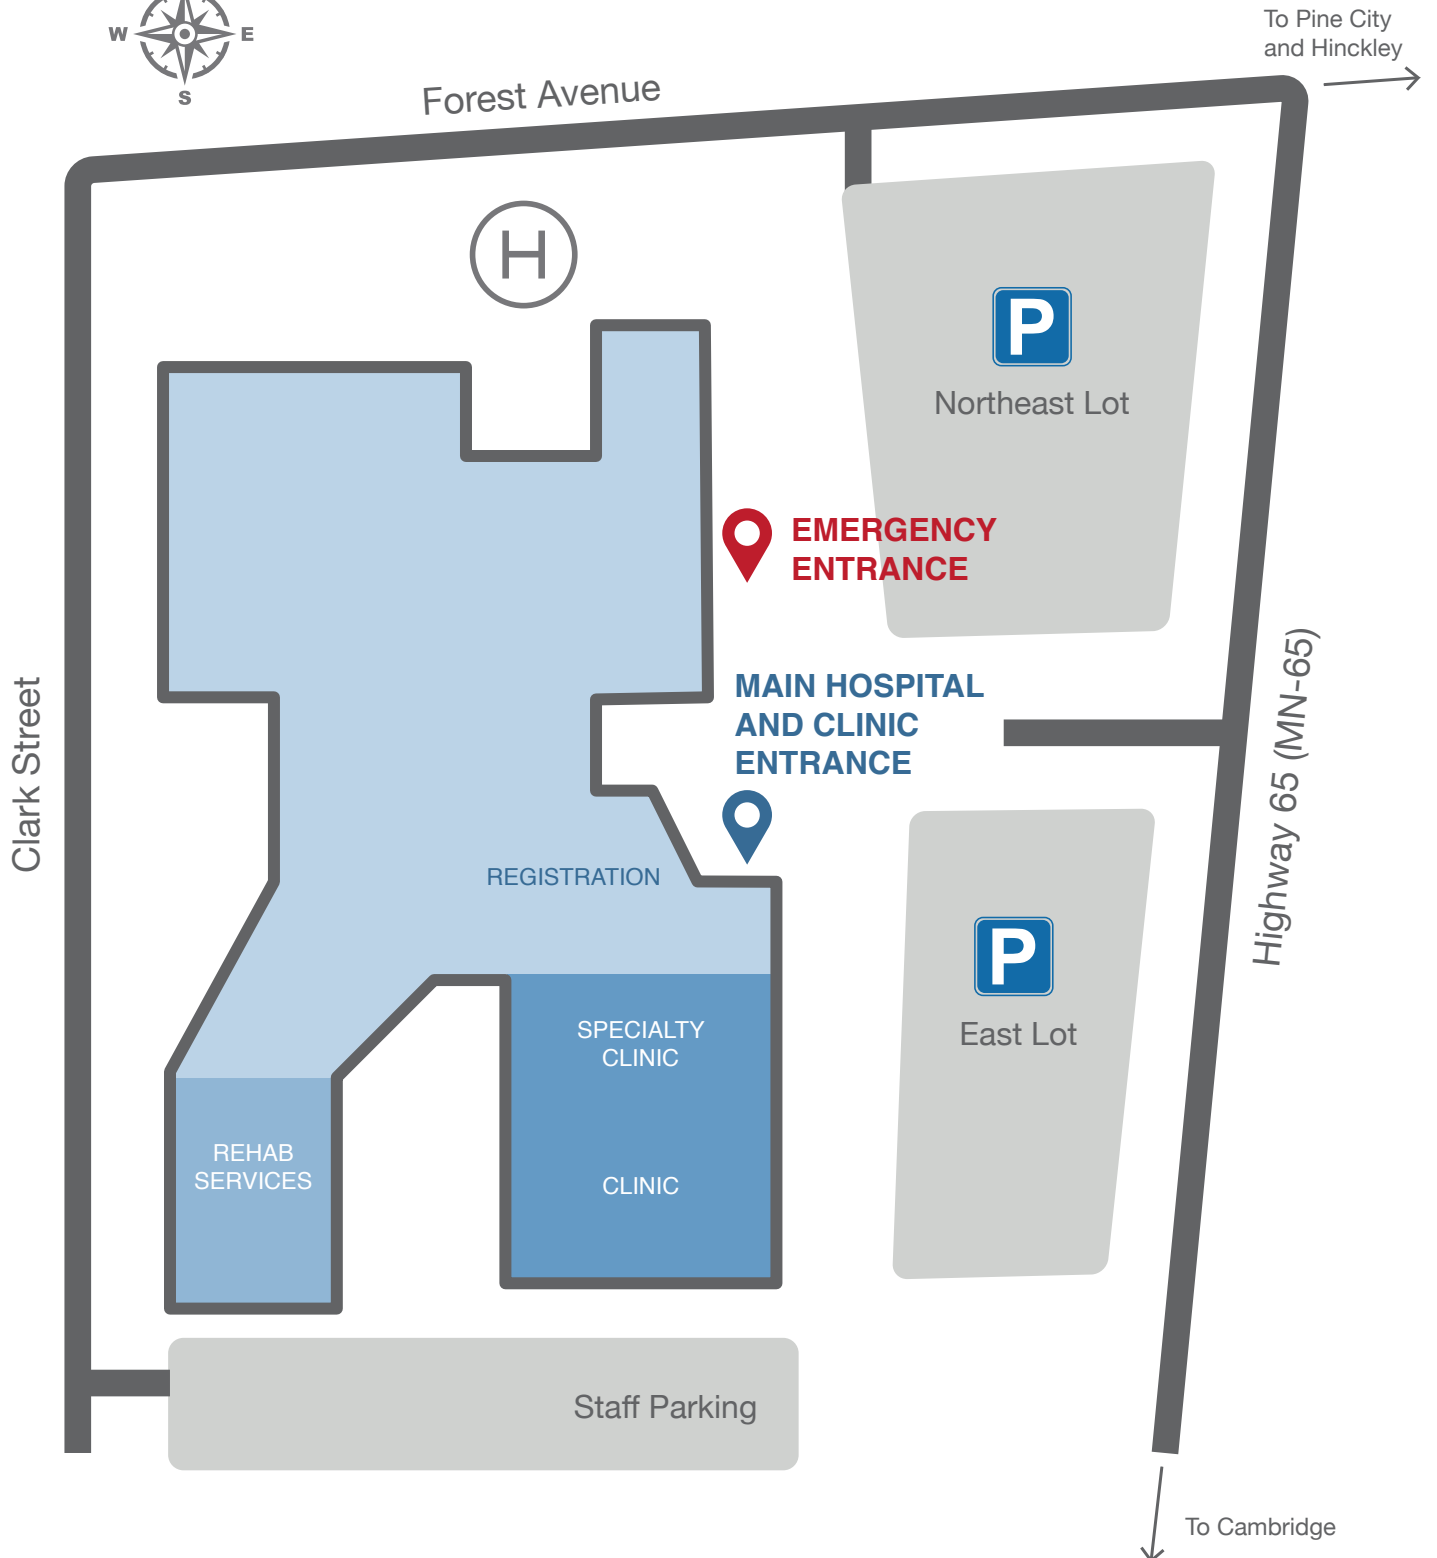 To Pine City
and Hinckley
W
E
S
Forest Avenue
H
P
Northeast Lot
EMERGENCY
ENTRANCE
MAIN HOSPITAL
AND CLINIC
ENTRANCE
Clark Street
Highway 65 (MN-65)
REGISTRATION
P
East Lot
SPECIALTY
CLINIC
REHAB
SERVICES
CLINIC
Staff Parking
To Cambridge